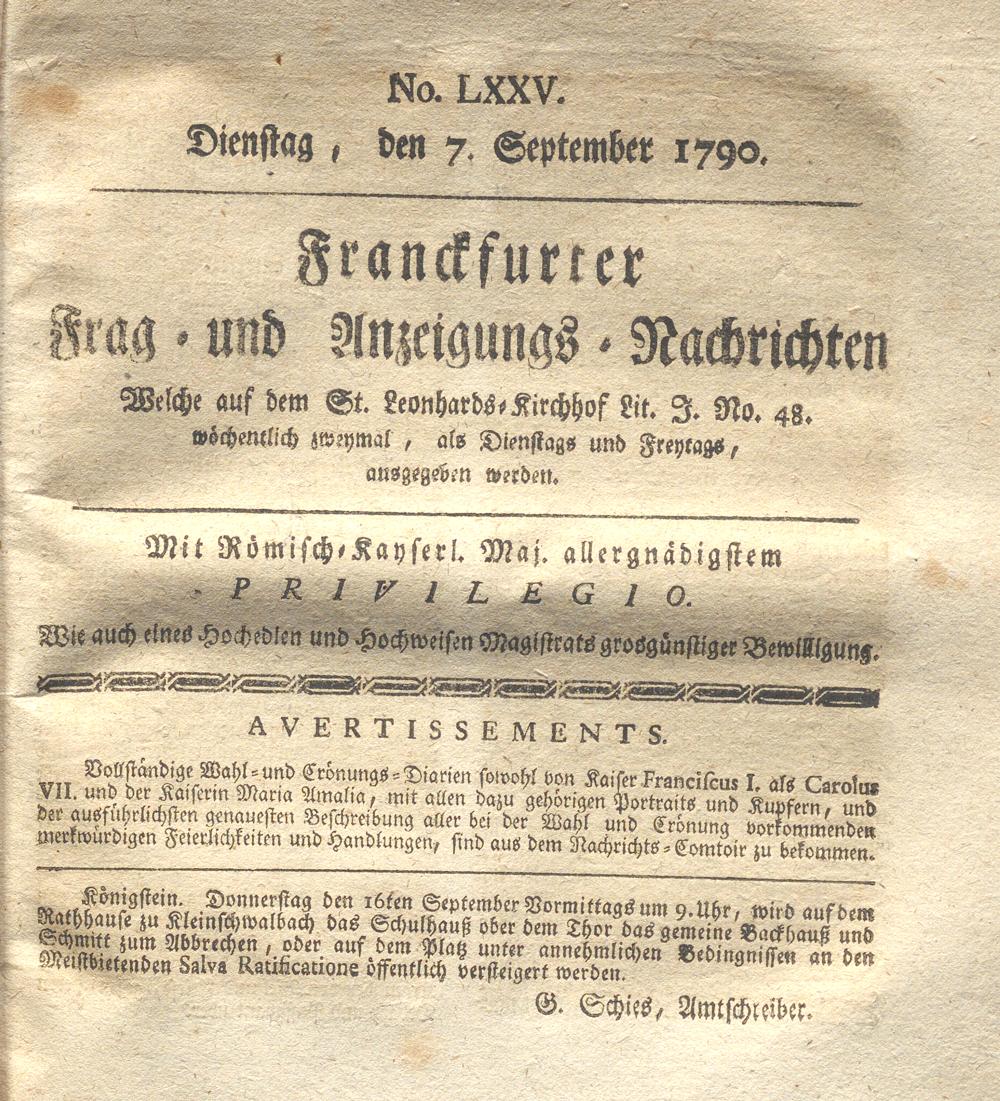 No. LXXV.
Dienstag, den 7. September 1790.
Franckfurter
Frag-und Anzeigungs-Nachrichten
Welche auf dem St. Leonhards-Kirchhof Lit. J. No. 48.
wöchentlich zweymal, als Dienstags und Freytags,
ausgegeben werden.
Mit Römisch-Kayserl. Maj. allergnädigstem
PRIVILEGIO.
Wie auch eines Hochedlen und Hochweisen Magistrats grosgünstiger Bewilligung.
AVERTISSEMENTS.
Vollständige Wahl-und Crönungs-Diarien sowohl von Kaiser Franciscus I. als Carolus
VII. und der Kaiserin Maria Amalia, mit allen dazu gehörigen Portraits und Kupfern, und
der ausführlichsten genauesten Beschreibung aller bei der Wahl und Crönung vorkommenden
merkwürdigen Feierlichkeiten und Handlungen, sind aus dem Nachrichts-Comtoir zu bekommen.
Königstein. Donnerstag den 16ten September Vormittags um 9. Uhr, wird auf dem
Rathhause zu Kleinschwalbach das Schulhauß ober dem Thor das gemeine Backhauß und
Schmitt zum Abbrechen, oder auf dem Platz unter annehmlichen Bedingnissen an den
Meistbietenden Salva Ratificatione öffentlich versteigert werden.
G. Schies, Amtschreiber.